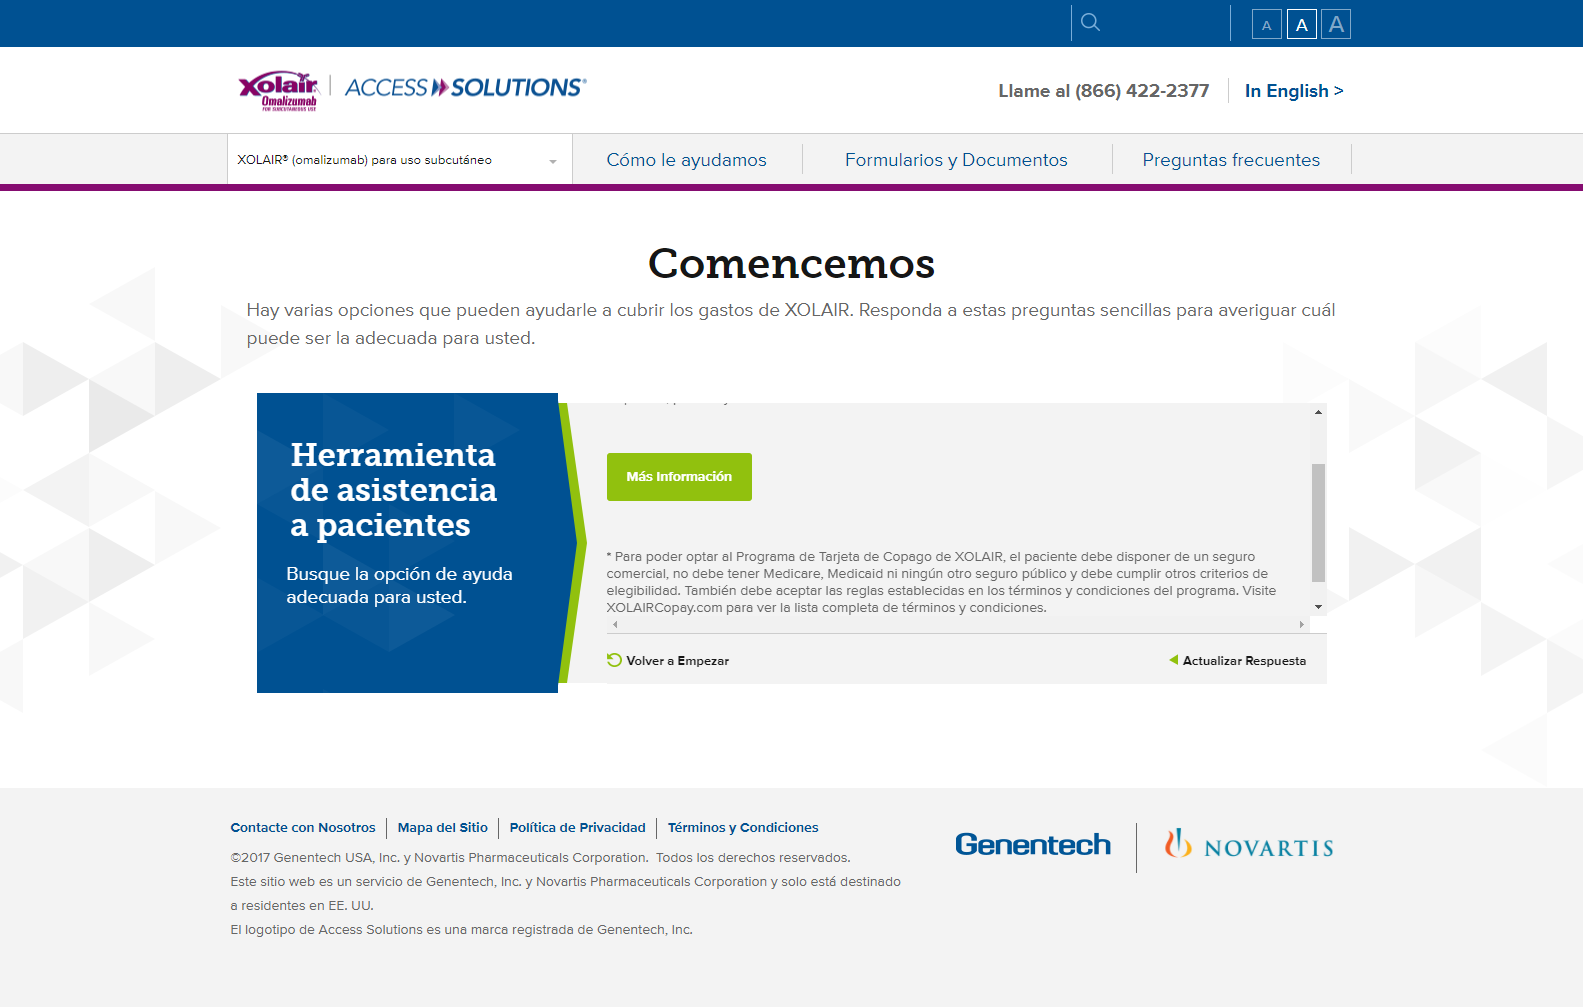 A A A
Xolair
Omalizumab
FOR SUBCUTANEOUS USE
ACCESS SOLUTIONS®
Llame al (866) 422-2377
In English >
XOLAIR® (omalizumab) para uso subcutáneo
Cómo le ayudamos
Formularios y Documentos
Preguntas frecuentes
Comencemos
Hay varias opciones que pueden ayudarle a cubrir los gastos de XOLAIR. Responda a estas preguntas sencillas para averiguar cuál
puede ser la adecuada para usted.
Herramienta
de asistencia
a pacientes
Busque la opción de ayuda
adecuada para usted.
Más Información
* Para poder optar al Programa de Tarjeta de Copago de XOLAIR, el paciente debe disponer de un seguro
comercial, no debe tener Medicare, Medicaid ni ningún otro seguro público y debe cumplir otros criterios de
elegibilidad. También debe aceptar las reglas establecidas en los términos y condiciones del programa. Visite
XOLAIRCopay.com para ver la lista completa de términos y condiciones.
Volver a Empezar
Actualizar Respuesta
Contacte con Nosotros
Mapa del Sitio
Política de Privacidad
Términos y Condiciones
©2017 Genentech USA, Inc. y Novartis Pharmaceuticals Corporation. Todos los derechos reservados.
Este sitio web es un servicio de Genentech, Inc. y Novartis Pharmaceuticals Corporation y solo está destinado
a residentes en EE. UU.
El logotipo de Access Solutions es una marca registrada de Genentech, Inc.
Genentech
NOVARTIS